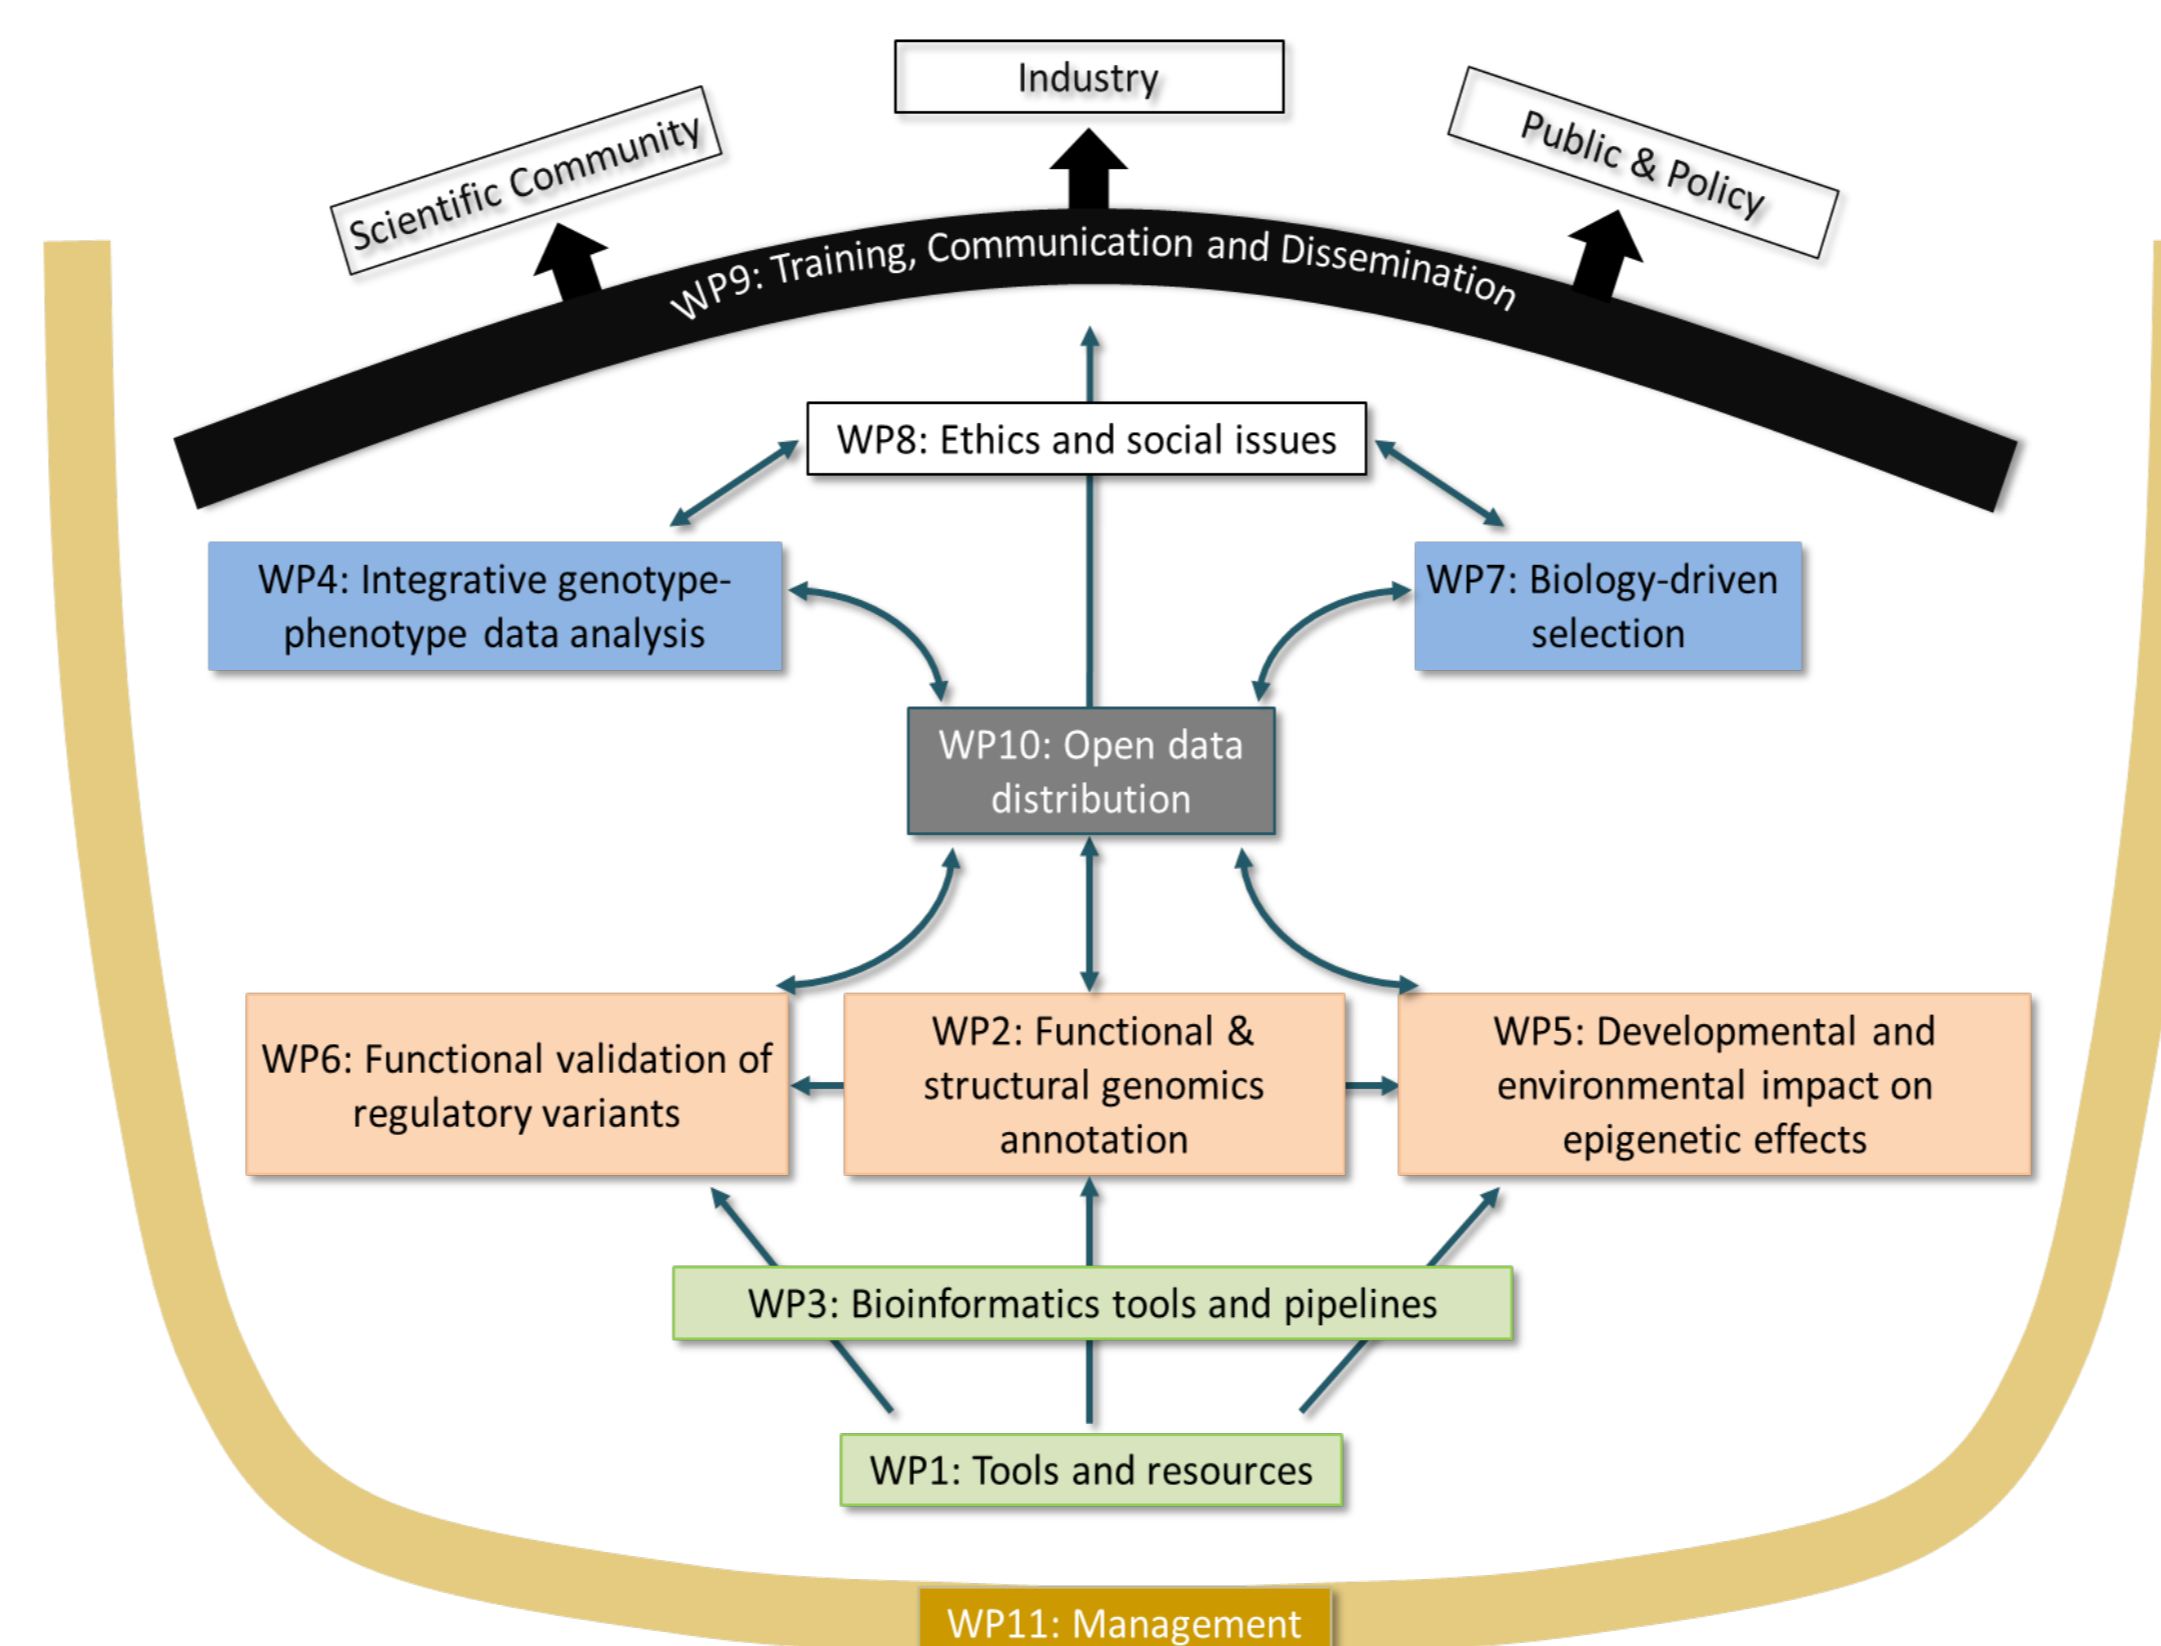 Industry
Scientific Community
Public & Policy
WP9: Training, Communication and Dissemination
WP8: Ethics and social issues
WP4: Integrative genotype-
phenotype data analysis
WP7: Biology-driven
selection
WP10: Open data
distribution
WP6: Functional validation of
regulatory variants
WP2: Functional &
structural genomics
annotation
WP5: Developmental and
environmental impact on
epigenetic effects
WP3: Bioinformatics tools and pipelines
WP1: Tools and resources
WP11: Management